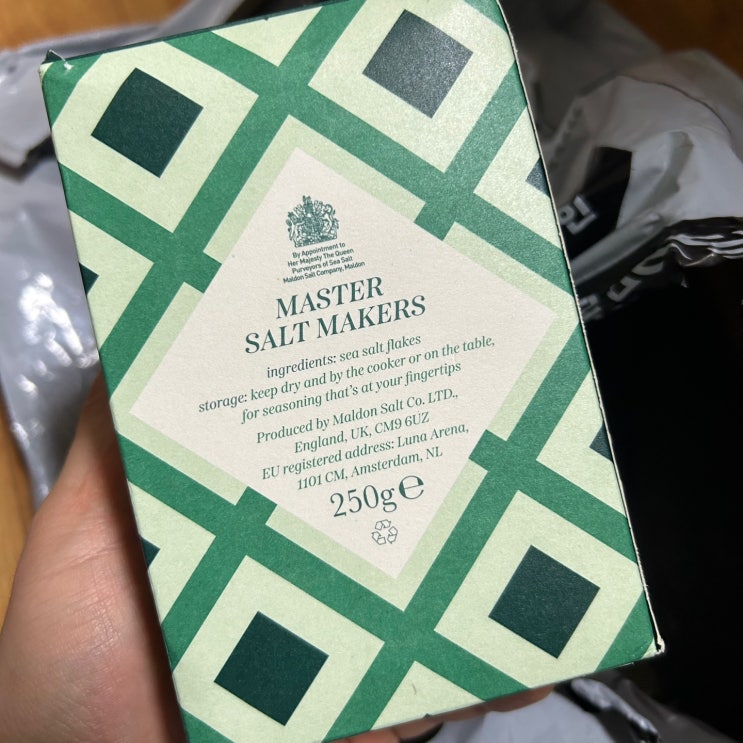 By Appointment to
Her Majesty The Queen
Purveyors of Sea Salt
Maldon Salt Company, Maldon
MASTER
SALT MAKERS
ingredients: sea salt flakes
storage: keep dry and by the cooker or on the table,
for seasoning that's at your fingertips
Produced by Maldon Salt Co. LTD.,
England, UK, CM9 6UZ
EU registered address: Luna Arena,
1101 CM, Amsterdam, NL
250g℮